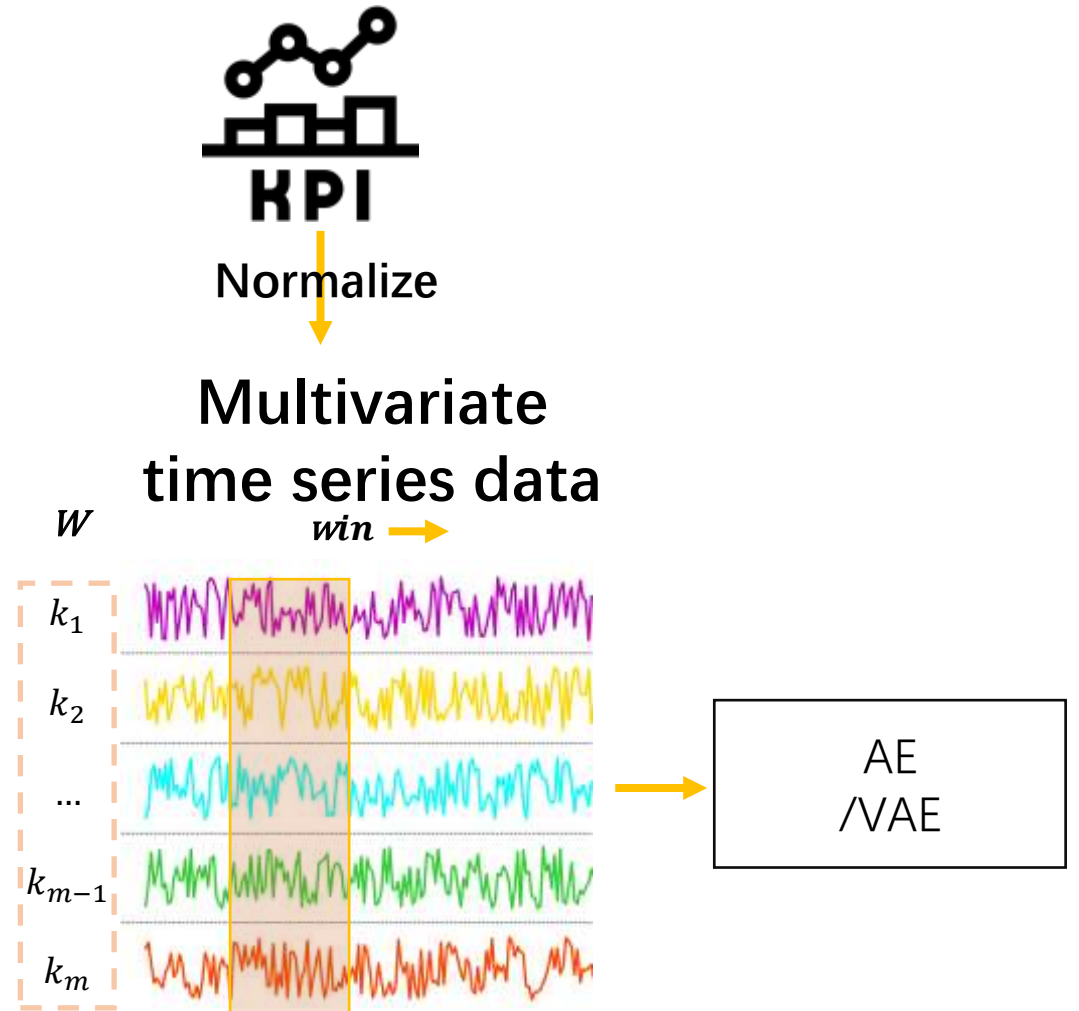 KPI
Normalize
Multivariate
time series data
W
win
k₁
k₂
...
kₘ₋₁
kₘ
AE
/VAE